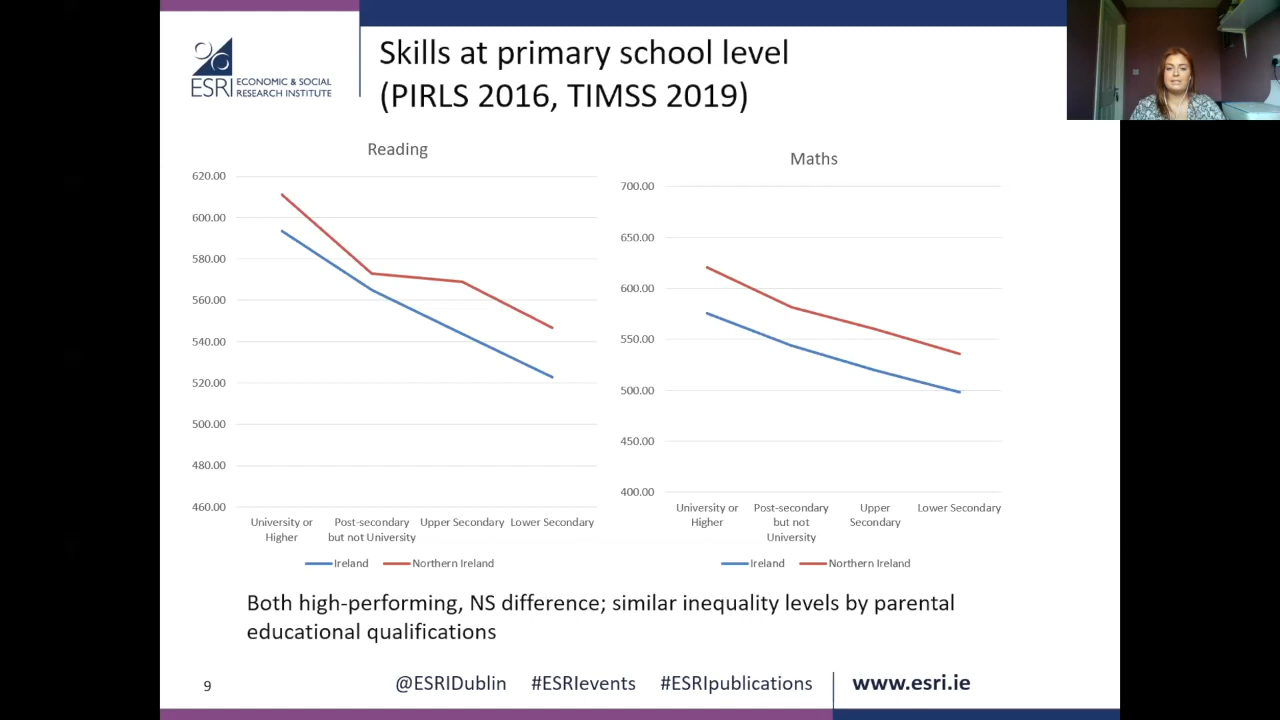 ESRI
ECONOMIC & SOCIAL
RESEARCH INSTITUTE
Skills at primary school level
(PIRLS 2016, TIMSS 2019)
Reading
620.00
600.00
580.00
560.00
540.00
520.00
500.00
480.00
460.00
University or
Higher
Post-secondary
but not University
Upper Secondary
Lower Secondary
Ireland
Northern Ireland
Maths
700.00
650.00
600.00
550.00
500.00
450.00
400.00
University or
Higher
Post-secondary
but not
University
Upper
Secondary
Lower Secondary
Ireland
Northern Ireland
Both high-performing, NS difference; similar inequality levels by parental
educational qualifications
9
@ESRIDublin #ESRIevents #ESRIpublications www.esri.ie